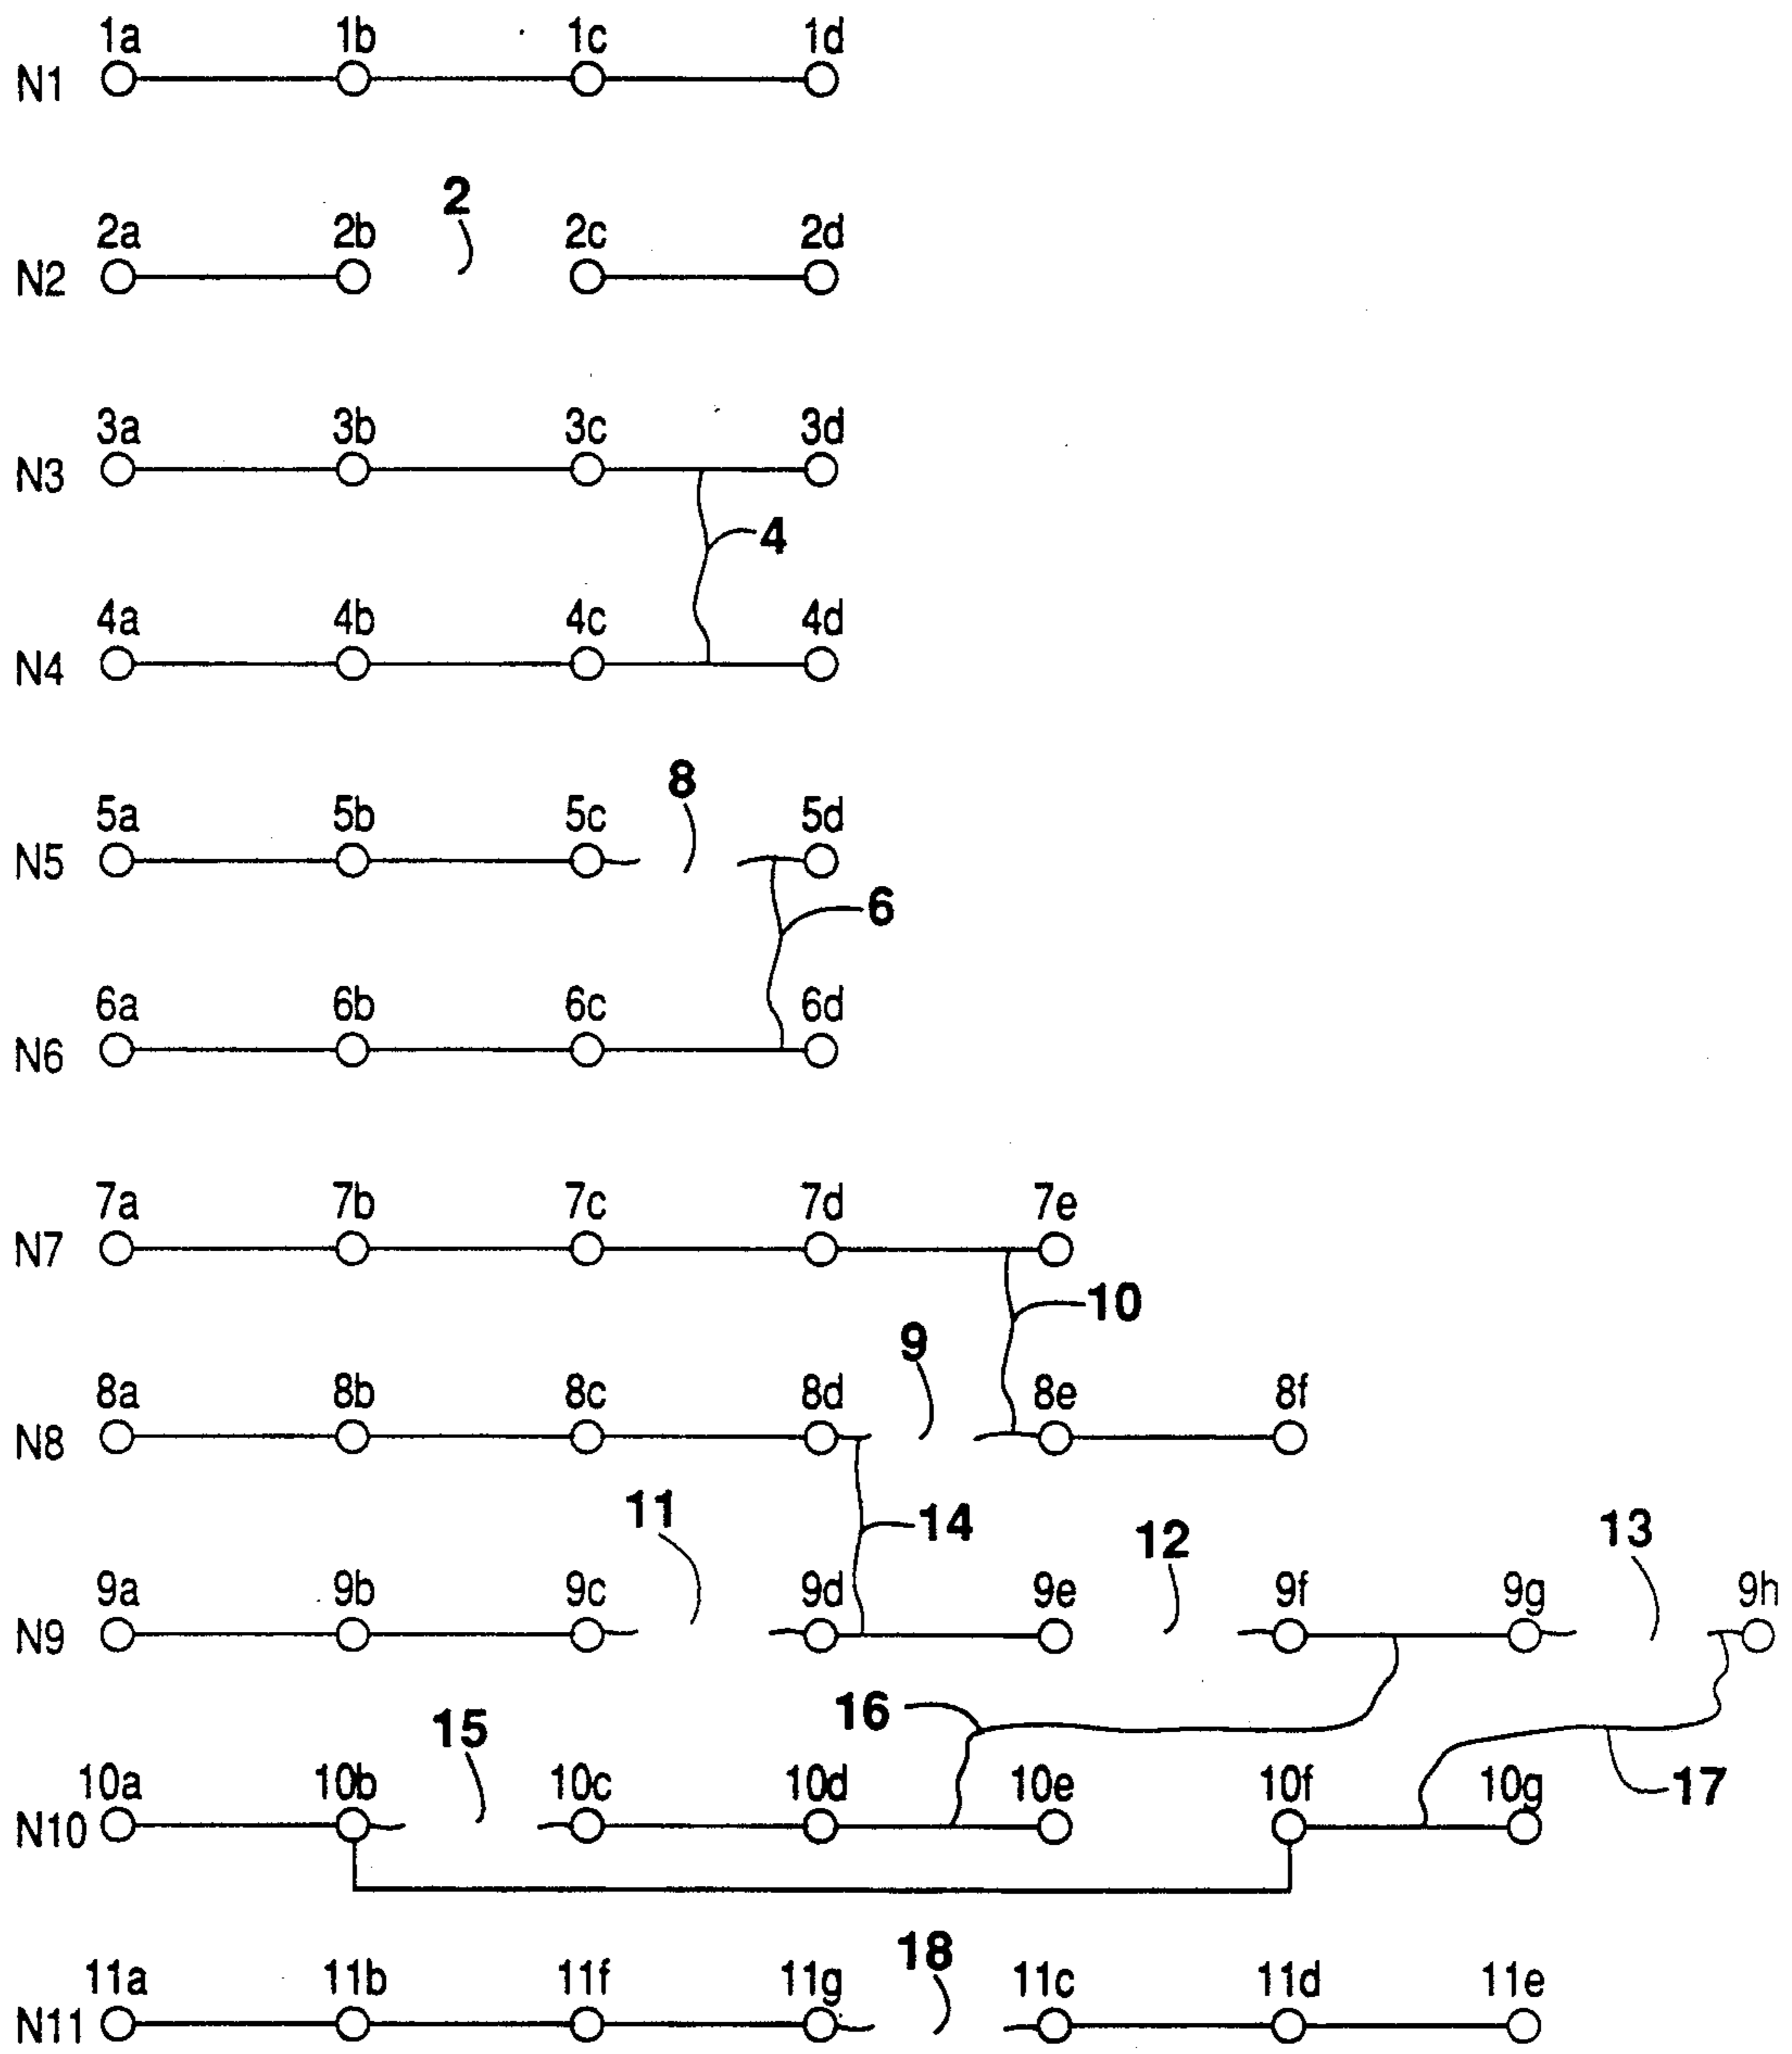 1a 1b 1c 1d
N1
2
2a 2b 2c 2d
N2
3a 3b 3c 3d
N3
4
4a 4b 4c 4d
N4
8
5a 5b 5c 5d
N5
6
6a 6b 6c 6d
N6
7a 7b 7c 7d 7e
N7
10
9
8a 8b 8c 8d 8e 8f
N8
11 14 12 13
9a 9b 9c 9d 9e 9f 9g 9h
N9
16
15
17
10a 10b 10c 10d 10e 10f 10g
N10
18
11a 11b 11f 11g 11c 11d 11e
N11